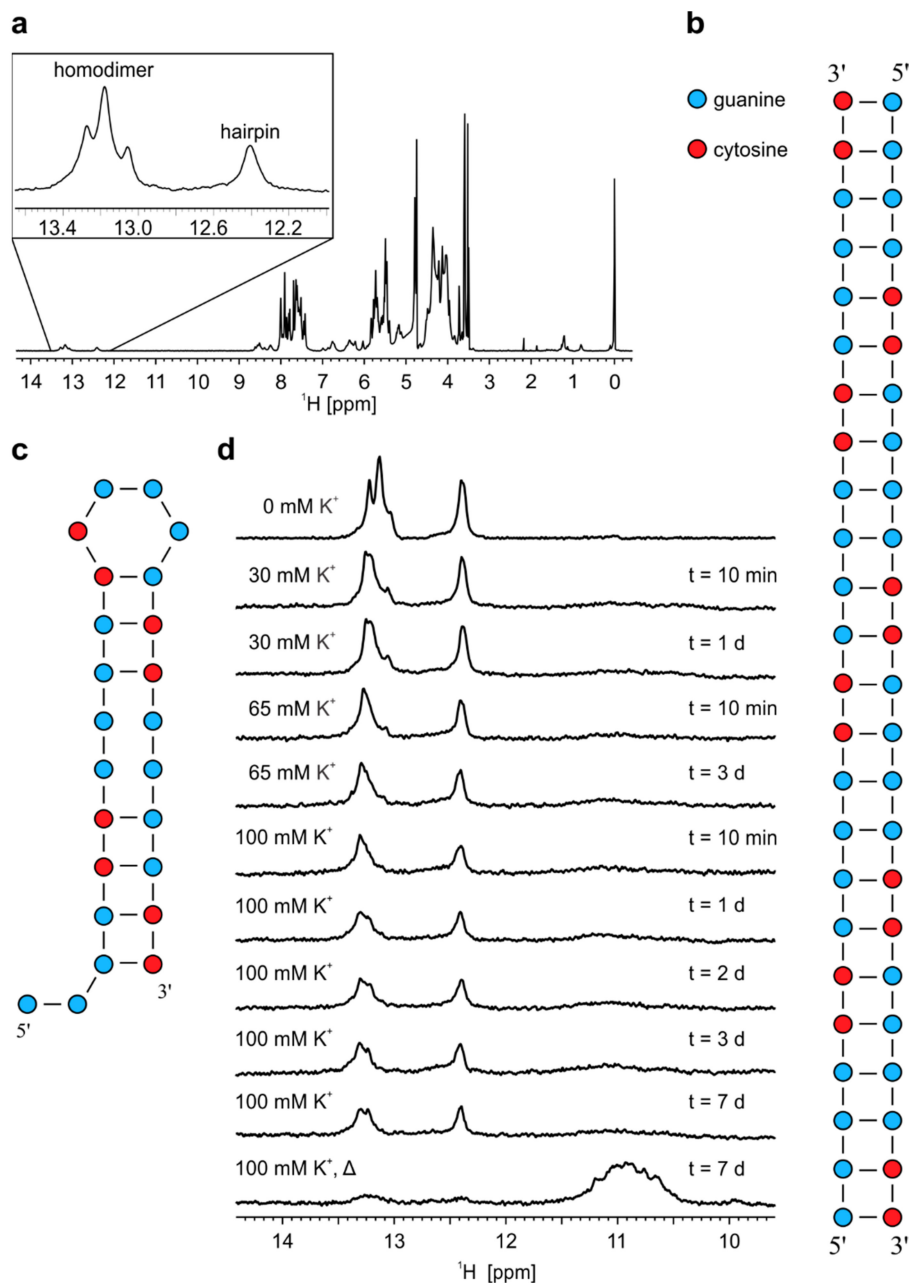 a
homodimer
hairpin
13.4 13.0 12.6 12.2
14 13 12 11 10 9 8 7 6 5 4 3 2 1 0
¹H [ppm]
b
guanine
cytosine
3' 5'
5' 3'
c
5'
3'
d
0 mM K⁺
30 mM K⁺ t = 10 min
30 mM K⁺ t = 1 d
65 mM K⁺ t = 10 min
65 mM K⁺ t = 3 d
100 mM K⁺ t = 10 min
100 mM K⁺ t = 1 d
100 mM K⁺ t = 2 d
100 mM K⁺ t = 3 d
100 mM K⁺ t = 7 d
100 mM K⁺, Δ t = 7 d
14 13 12 11 10
¹H [ppm]